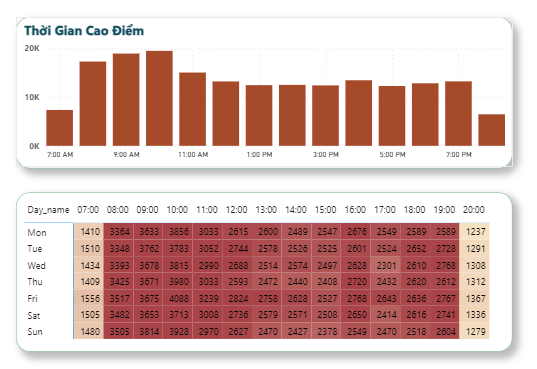 Thời Gian Cao Điểm
20K
10K
0K
7:00 AM 9:00 AM 11:00 AM 1:00 PM 3:00 PM 5:00 PM 7:00 PM
Day_name 07:00 08:00 09:00 10:00 11:00 12:00 13:00 14:00 15:00 16:00 17:00 18:00 19:00 20:00
Mon 1410 3364 3633 3856 3033 2615 2600 2489 2547 2676 2549 2589 2589 1237
Tue 1510 3348 3762 3783 3052 2744 2578 2526 2525 2601 2524 2652 2728 1291
Wed 1434 3393 3678 3815 2990 2688 2514 2574 2497 2628 2301 2610 2768 1308
Thu 1409 3425 3671 3980 3033 2593 2472 2440 2408 2720 2432 2620 2612 1312
Fri 1556 3517 3675 4088 3239 2824 2758 2628 2527 2768 2643 2636 2767 1367
Sat 1505 3482 3653 3713 3008 2736 2579 2571 2508 2650 2414 2616 2741 1336
Sun 1480 3505 3814 3928 2970 2627 2470 2427 2378 2549 2470 2518 2604 1279